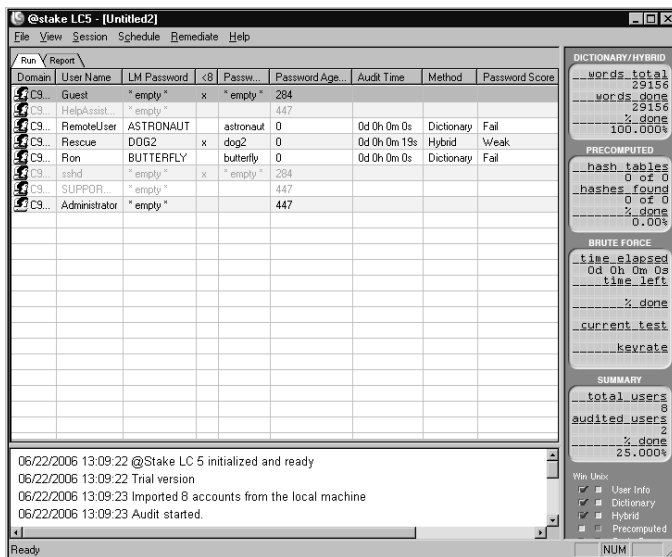 @stake LC5 - [Untitled2]
File View Session Schedule Remediate Help
Run Report
Domain User Name LM Password <8 Passw... Password Age... Audit Time Method Password Score
C9... Guest * empty * x * empty * 284
C9... HelpAssist... * empty * 447
C9... RemoteUser ASTRONAUT astronaut 0 0d 0h 0m 0s Dictionary Fail
C9... Rescue DOG2 x dog2 0 0d 0h 0m 19s Hybrid Weak
C9... Ron BUTTERFLY butterfly 0 0d 0h 0m 0s Dictionary Fail
C9... sshd * empty * x * empty * 284
C9... SUPPOR... * empty * 447
C9... Administrator * empty * 447
DICTIONARY/HYBRID
words total
29156
words done
29156
% done
100.000%
PRECOMPUTED
hash tables
0 of 0
hashes found
0 of 0
% done
0.00%
BRUTE FORCE
time elapsed
0d 0h 0m 0s
time left
% done
current test
keyrate
SUMMARY
total users
8
audited users
2
% done
25.000%
Win Unix
User Info
Dictionary
Hybrid
Precomputed
06/22/2006 13:09:22 @Stake LC 5 initialized and ready
06/22/2006 13:09:22 Trial version
06/22/2006 13:09:23 Imported 8 accounts from the local machine
06/22/2006 13:09:23 Audit started.
Ready NUM